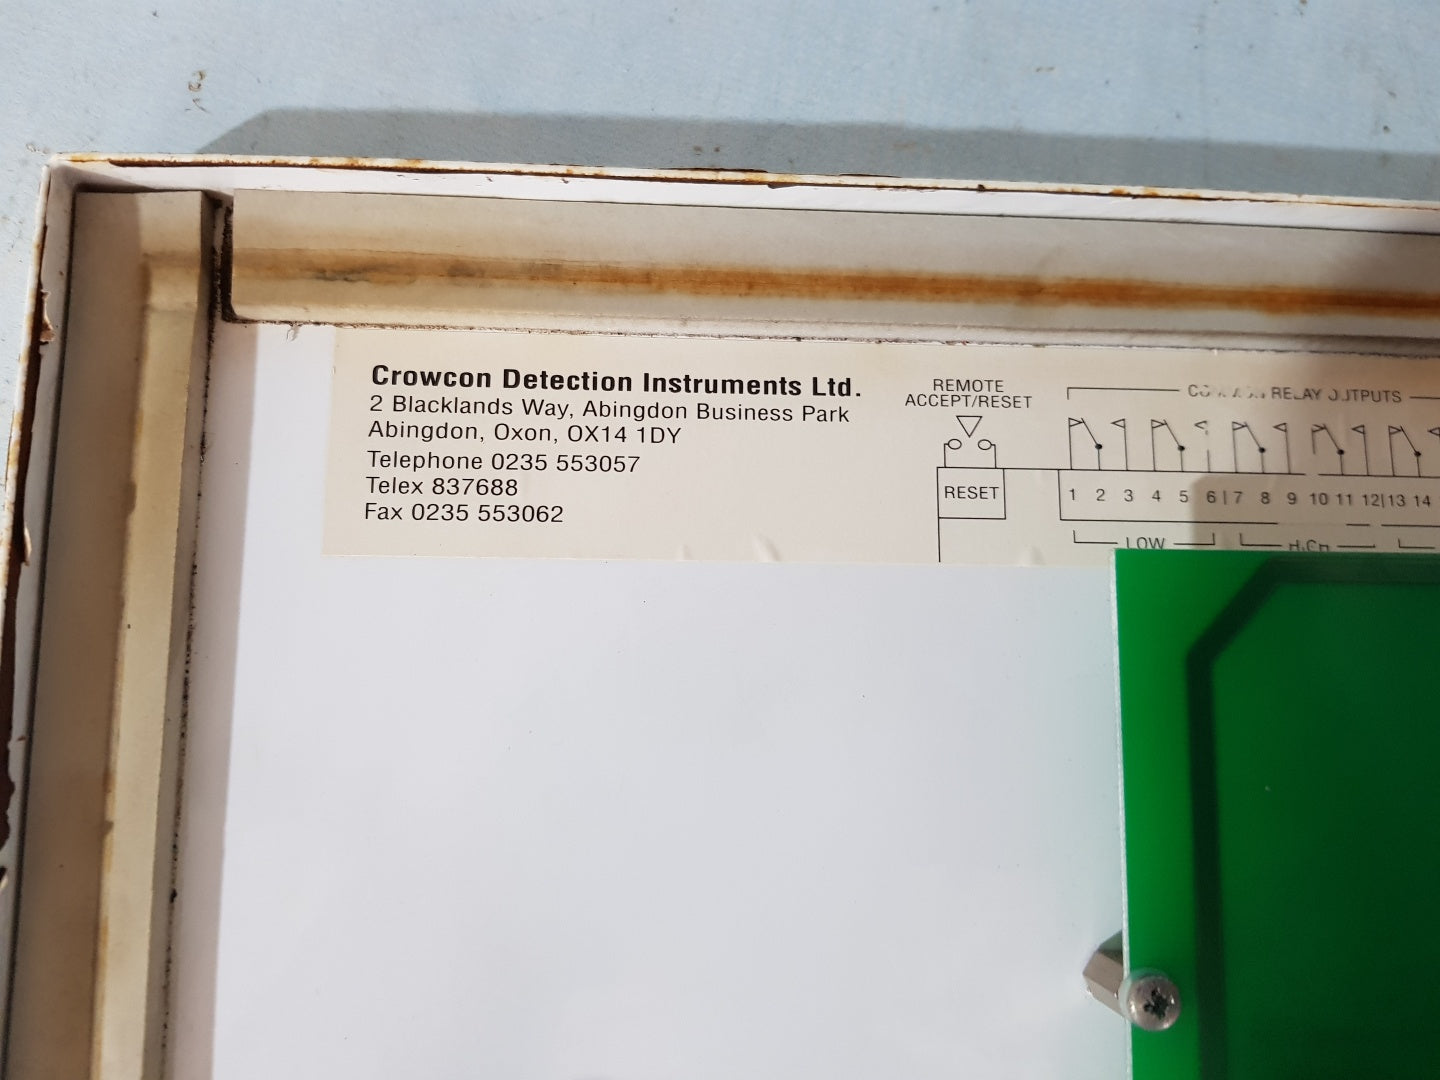 Crowcon Detection Instruments Ltd.
2 Blacklands Way, Abingdon Business Park
Abingdon, Oxon, OX14 1DY
Telephone 0235 553057
Telex 837688
Fax 0235 553062
REMOTE
ACCEPT/RESET
RESET
RELAY OUTPUTS
1 2 3 4 5 6 | 7 8 9 10 11 12 | 13 14
LOW HIGH